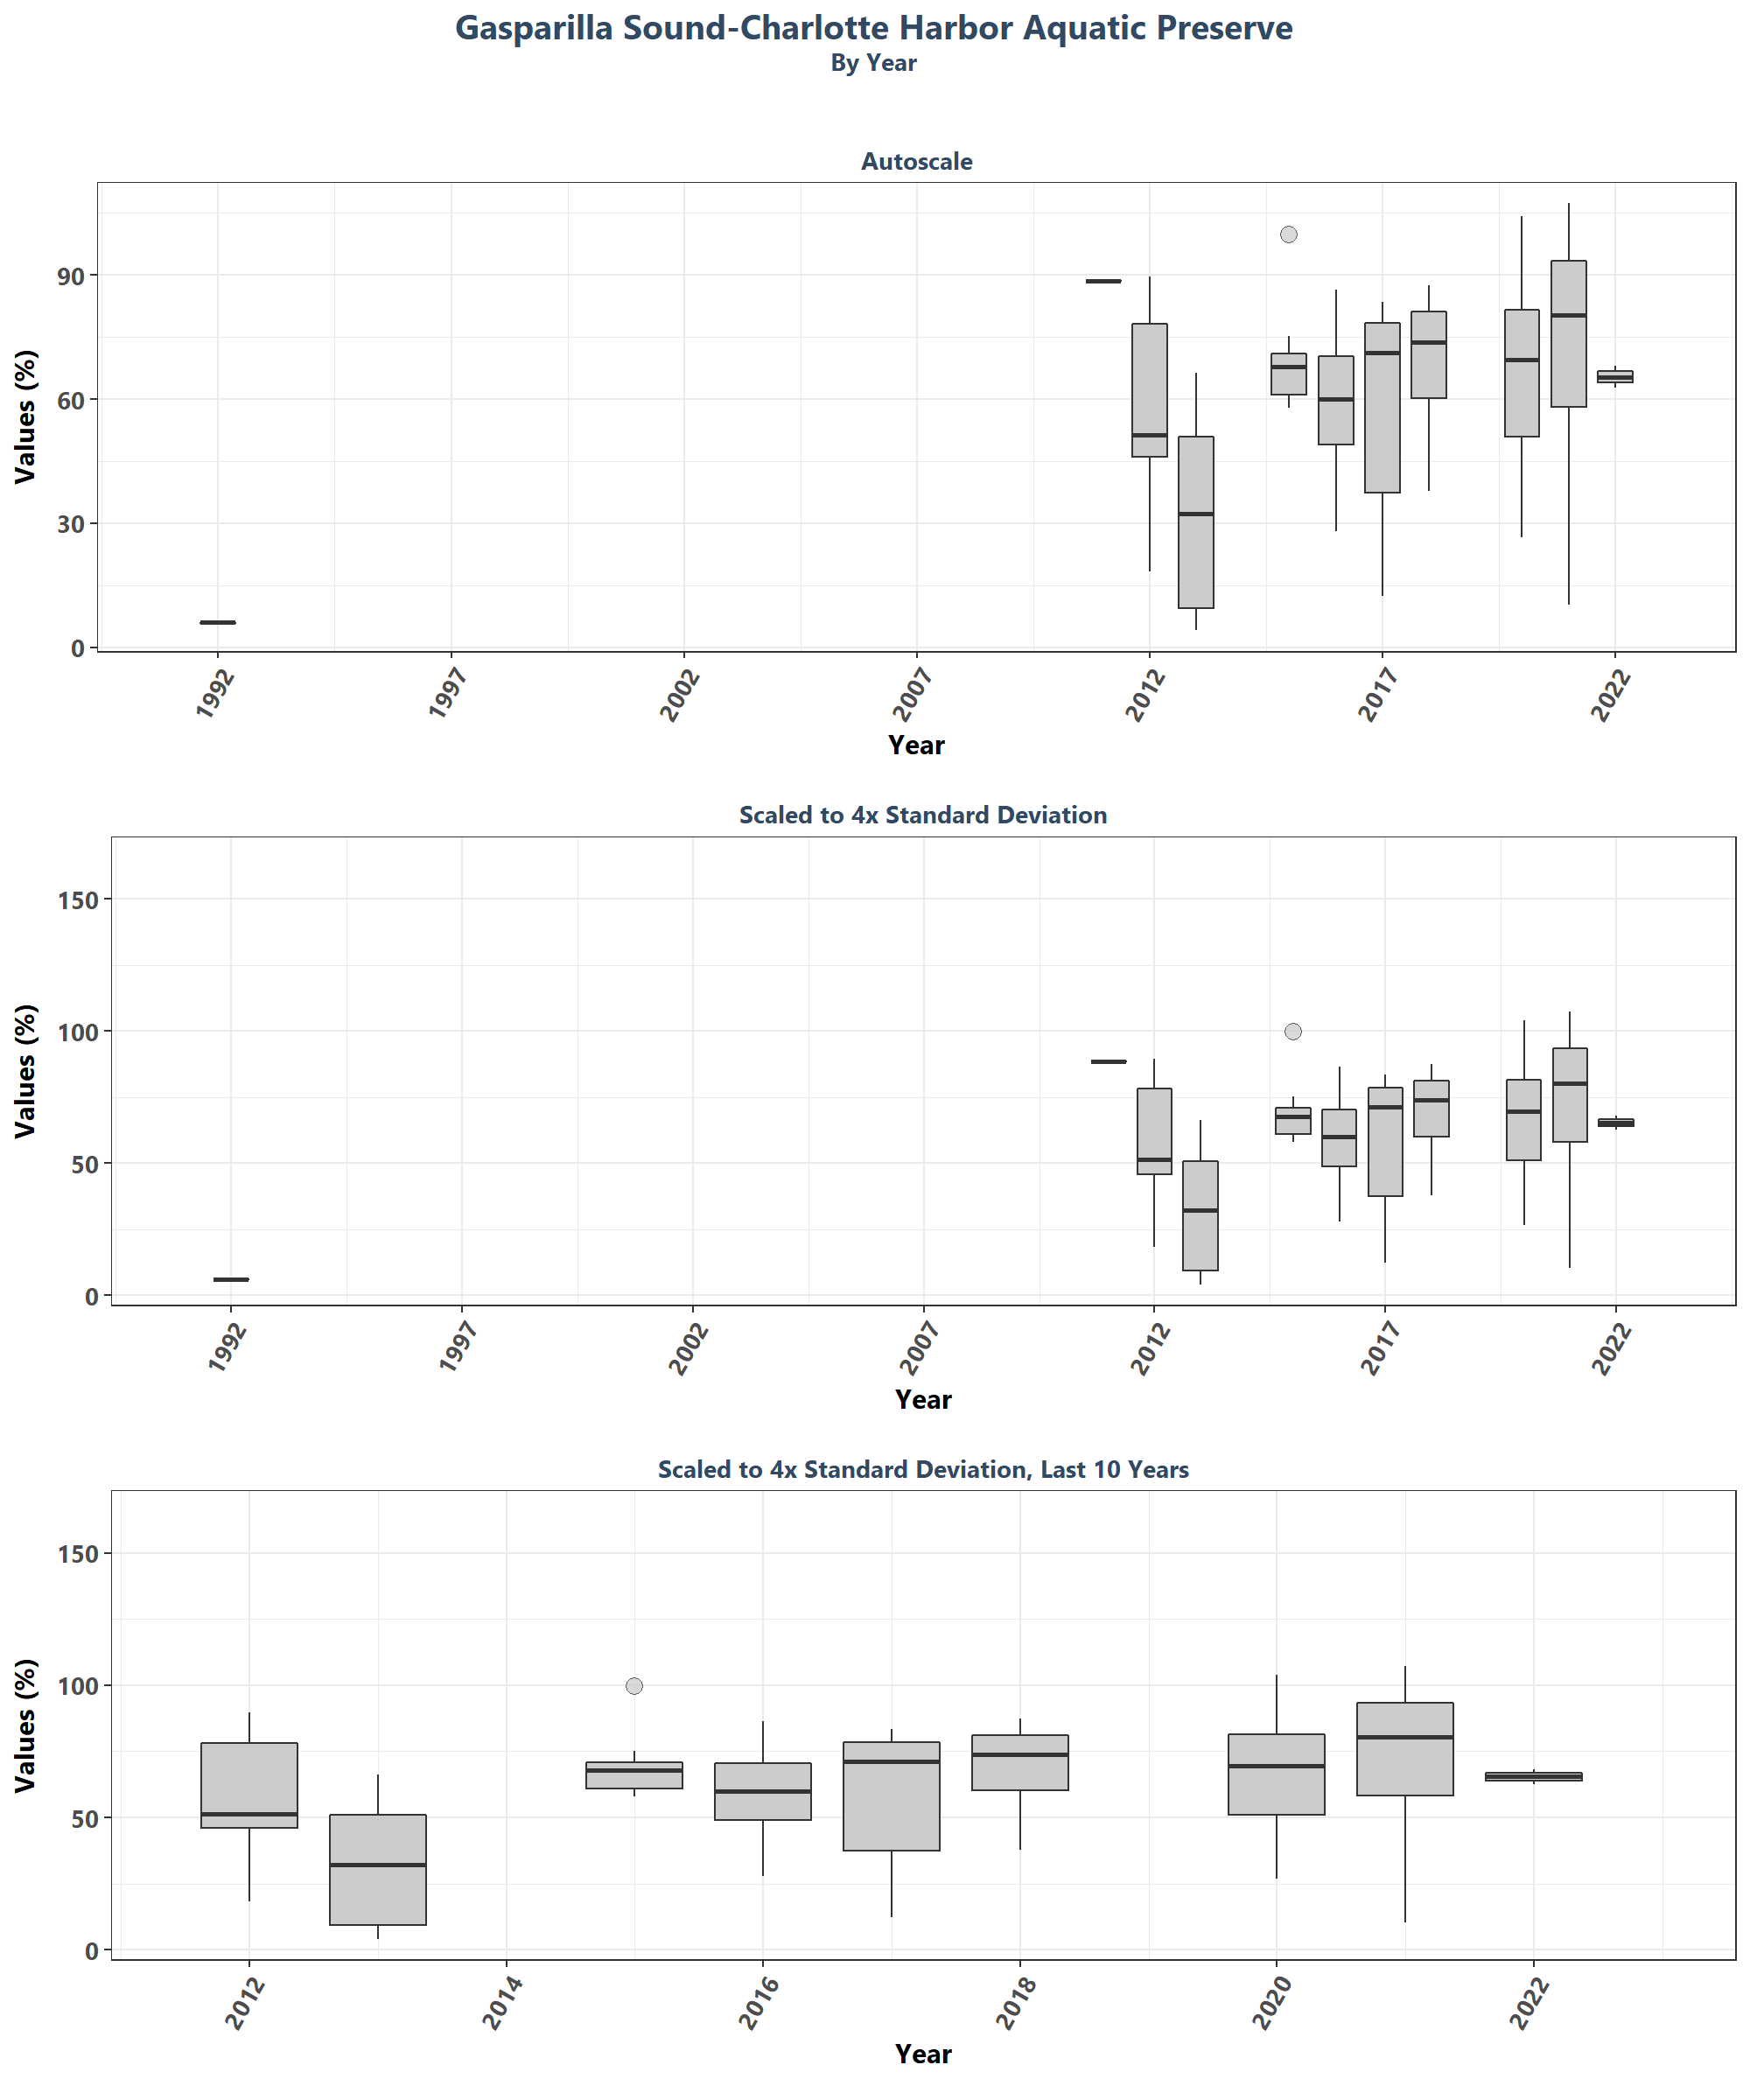 Gasparilla Sound-Charlotte Harbor Aquatic Preserve
By Year
Autoscale
Values (%)
90
60
30
0
1992
1997
2002
2007
2012
2017
2022
Year
Scaled to 4x Standard Deviation
Values (%)
150
100
50
0
1992
1997
2002
2007
2012
2017
2022
Year
Scaled to 4x Standard Deviation, Last 10 Years
Values (%)
150
100
50
0
2012
2014
2016
2018
2020
2022
Year